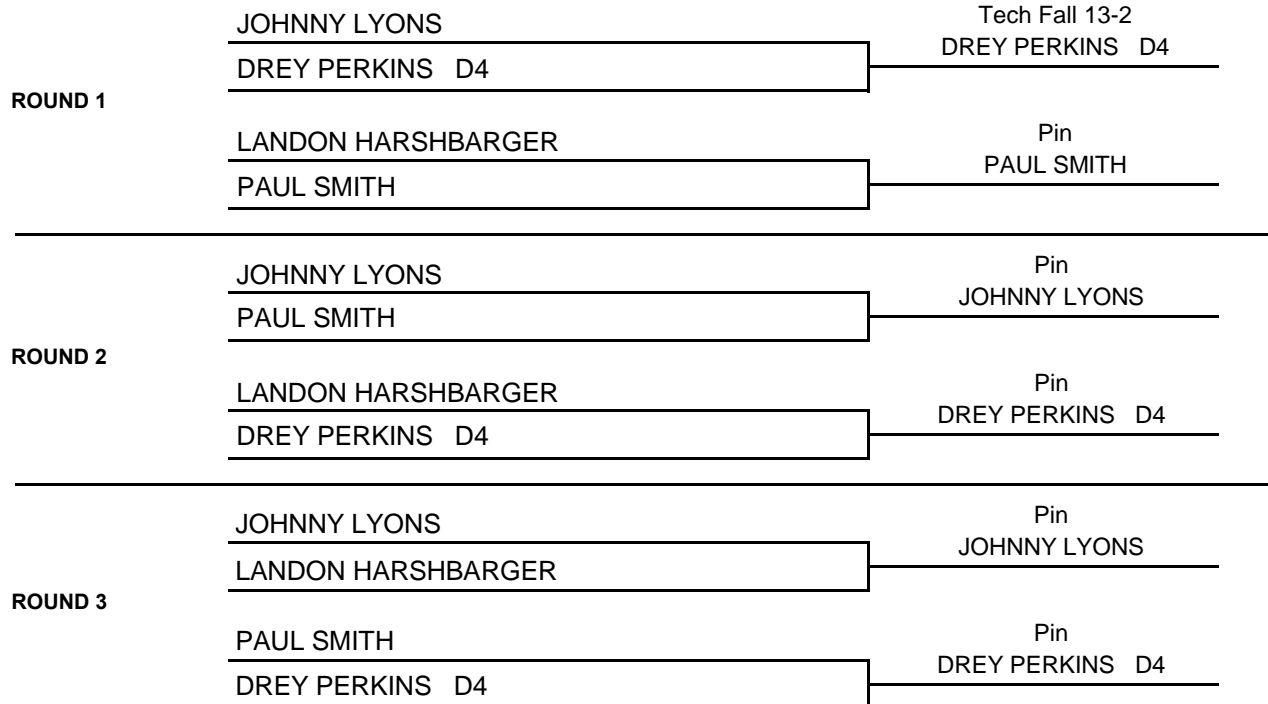 JOHNNY LYONS
Tech Fall 13-2
DREY PERKINS D4
DREY PERKINS D4
ROUND 1
LANDON HARSHBARGER
Pin
PAUL SMITH
PAUL SMITH
JOHNNY LYONS
Pin
JOHNNY LYONS
PAUL SMITH
ROUND 2
LANDON HARSHBARGER
Pin
DREY PERKINS D4
DREY PERKINS D4
JOHNNY LYONS
Pin
JOHNNY LYONS
LANDON HARSHBARGER
ROUND 3
PAUL SMITH
Pin
DREY PERKINS D4
DREY PERKINS D4